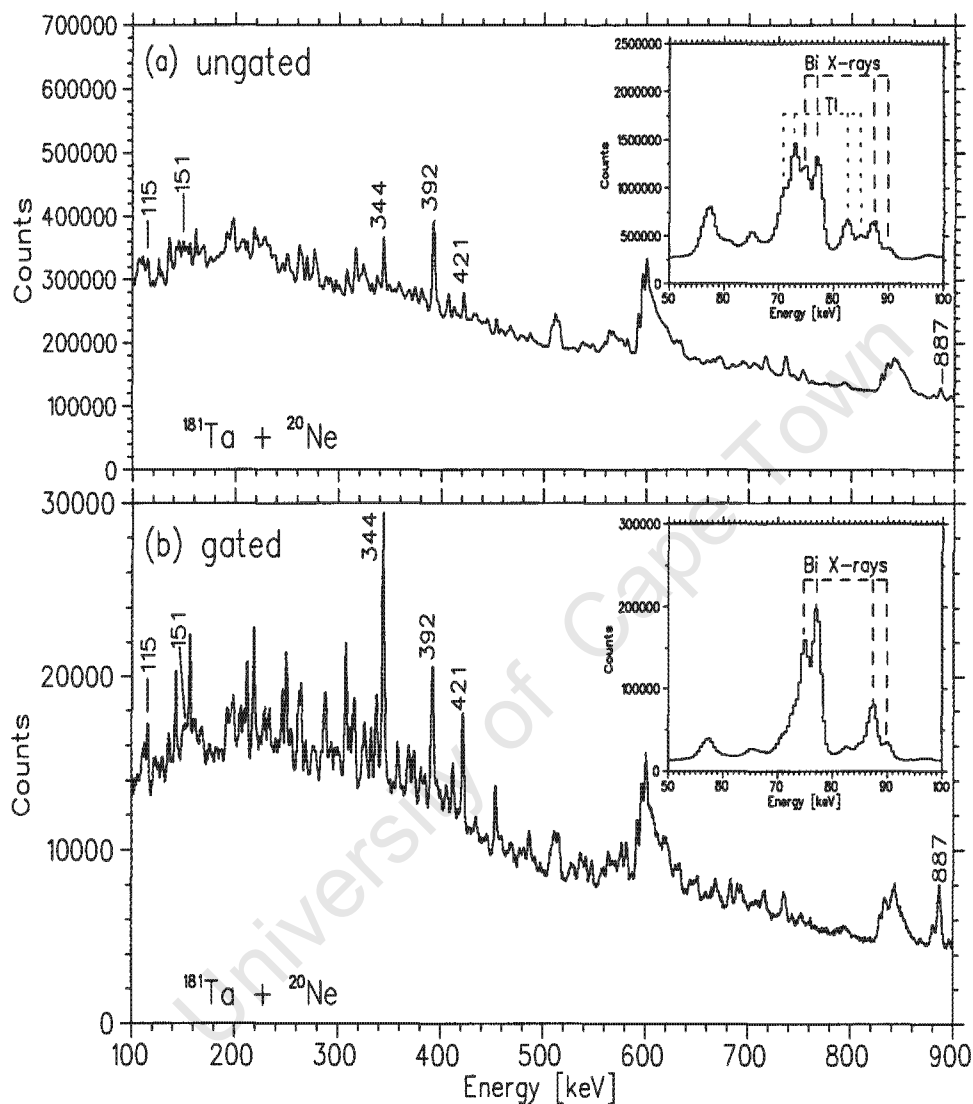 700000
600000
500000
400000
300000
200000
100000
0
Counts
(a) ungated
115
151
344
392
421
887
¹⁸¹Ta + ²⁰Ne
2500000
2000000
1500000
1000000
500000
0
Counts
Bi X-rays
Tl
50 60 70 80 90 100
Energy [keV]
30000
20000
10000
0
Counts
(b) gated
115
151
344
392
421
887
¹⁸¹Ta + ²⁰Ne
300000
200000
100000
0
Counts
Bi X-rays
50 60 70 80 90 100
Energy [keV]
100 200 300 400 500 600 700 800 900
Energy [keV]
University of Cape Town